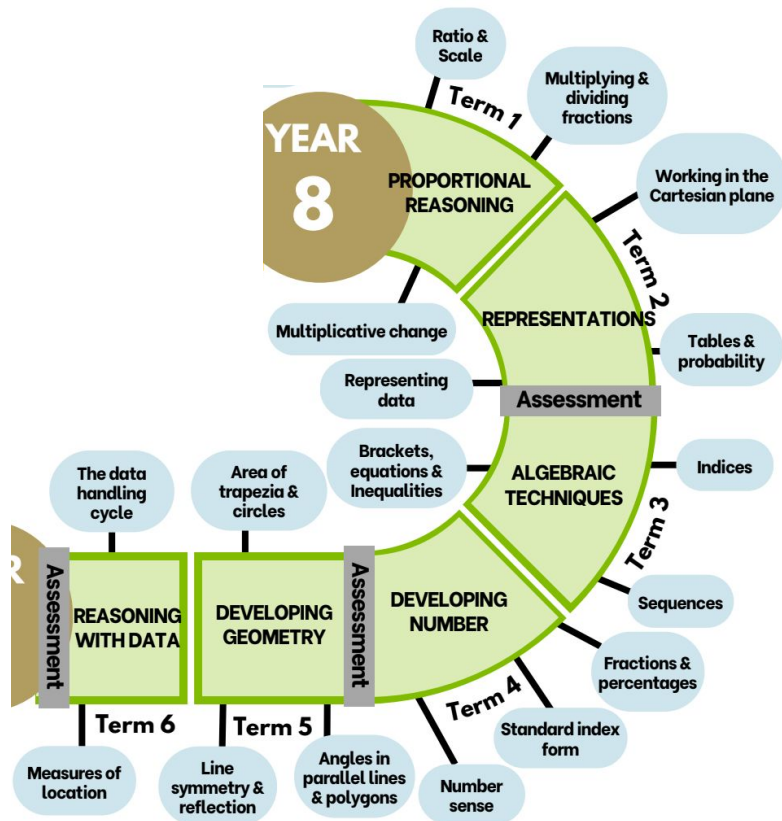 YEAR
8
Ratio &
Scale
Term 1
Multiplying &
dividing
fractions
PROPORTIONAL
REASONING
Multiplicative change
Working in the
Cartesian plane
Term 2
REPRESENTATIONS
Tables &
probability
Representing
data
Assessment
Brackets,
equations &
Inequalities
ALGEBRAIC
TECHNIQUES
Indices
Term 3
Sequences
DEVELOPING
NUMBER
Fractions &
percentages
Term 4
Standard index
form
Number
sense
Assessment
Area of
trapezia &
circles
DEVELOPING
GEOMETRY
Term 5
Angles in
parallel lines
& polygons
Line
symmetry &
reflection
The data
handling
cycle
REASONING
WITH DATA
Term 6
Measures of
location
Assessment
R